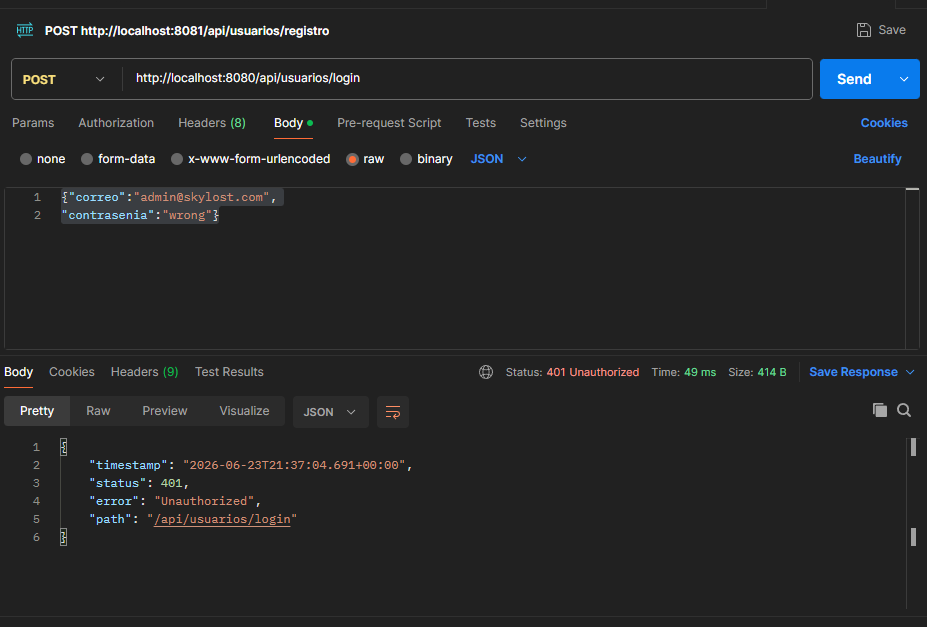 HTTP POST http://localhost:8081/api/usuarios/registro Save
POST http://localhost:8080/api/usuarios/login Send
Params Authorization Headers (8) Body Pre-request Script Tests Settings Cookies
none form-data x-www-form-urlencoded raw binary JSON Beautify
1 {"correo":"admin@skylost.com",
2 "contrasenia":"wrong"}
Body Cookies Headers (9) Test Results Status: 401 Unauthorized Time: 49 ms Size: 414 B Save Response
Pretty Raw Preview Visualize JSON
1 {
2 "timestamp": "2026-06-23T21:37:04.691+00:00",
3 "status": 401,
4 "error": "Unauthorized",
5 "path": "/api/usuarios/login"
6 }